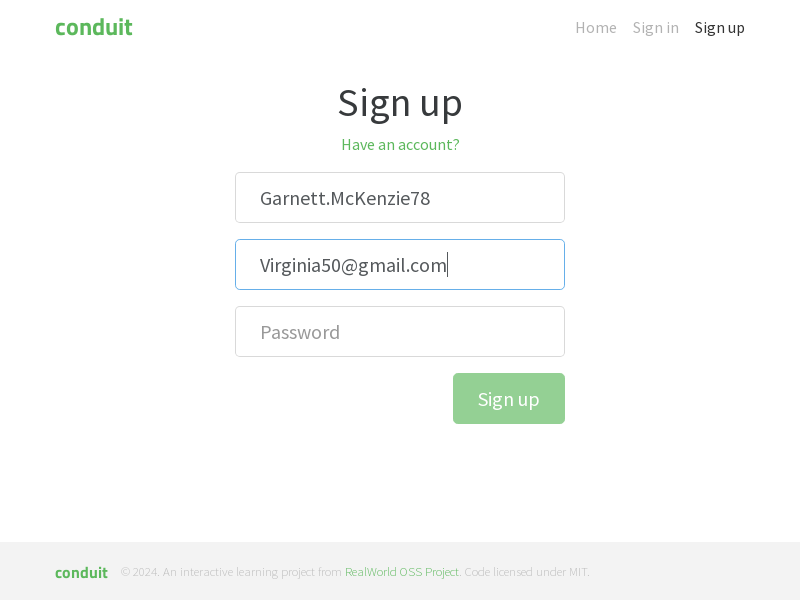 conduit
Home Sign in Sign up
Sign up
Have an account?
Garnett.McKenzie78
Virginia50@gmail.com
Password
Sign up
conduit © 2024. An interactive learning project from RealWorld OSS Project. Code licensed under MIT.